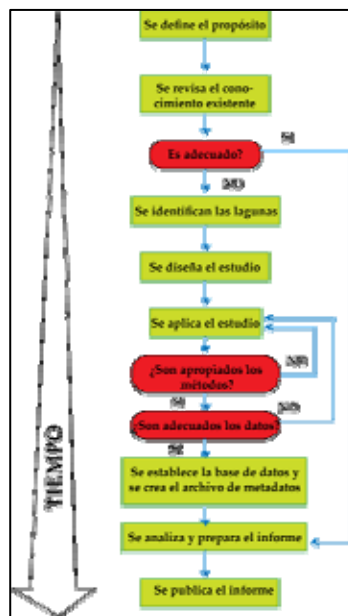 Se define el propósito
Se revisa el cono-
cimiento existente
Es adecuado?
SI
NO
Se identifican las lagunas
Se diseña el estudio
Se aplica el estudio
¿Son apropiados los
métodos?
NO
SI
¿Son adecuados los datos?
NO
SI
Se establece la base de datos y
se crea el archivo de metadatos
Se analiza y prepara el informe
Se publica el informe
TIEMPO